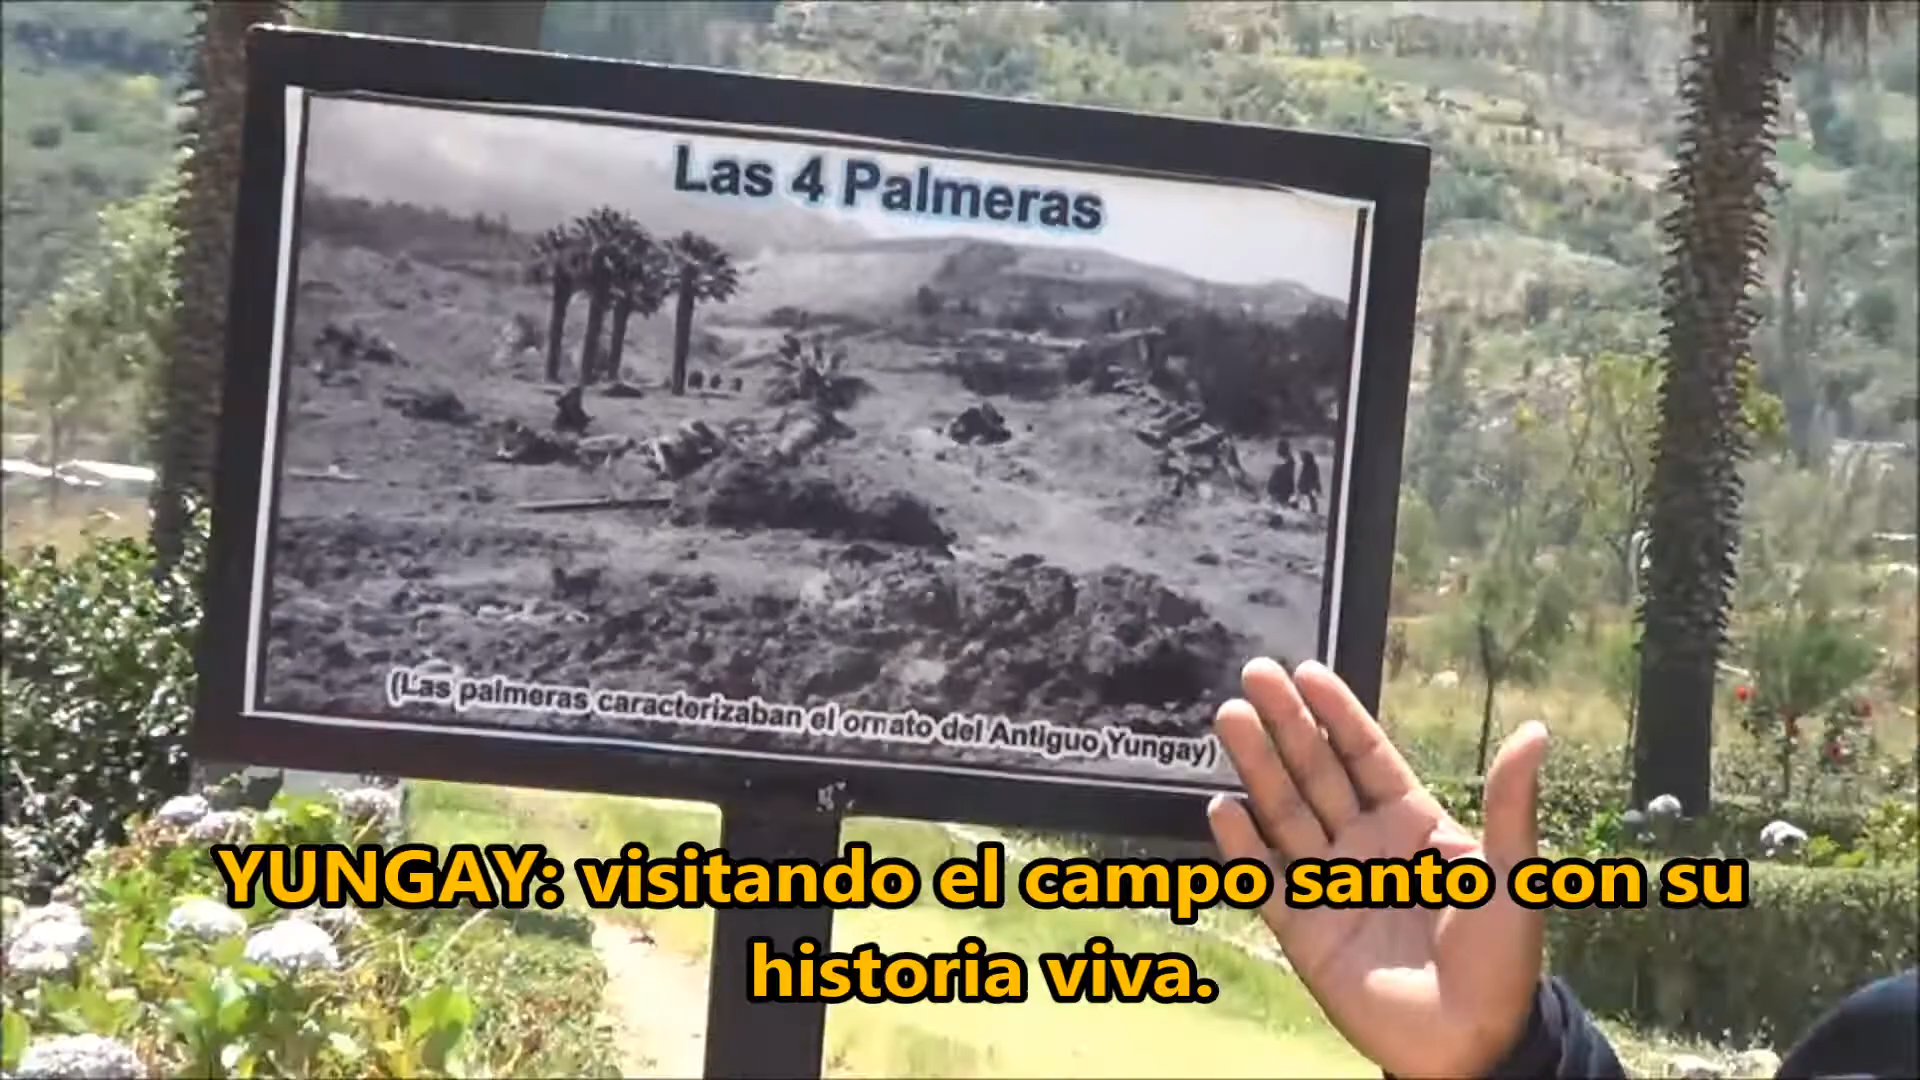 Las 4 Palmeras
(Las palmeras caracterizaban el ornato del Antiguo Yungay)
YUNGAY: visitando el campo santo con su
historia viva.